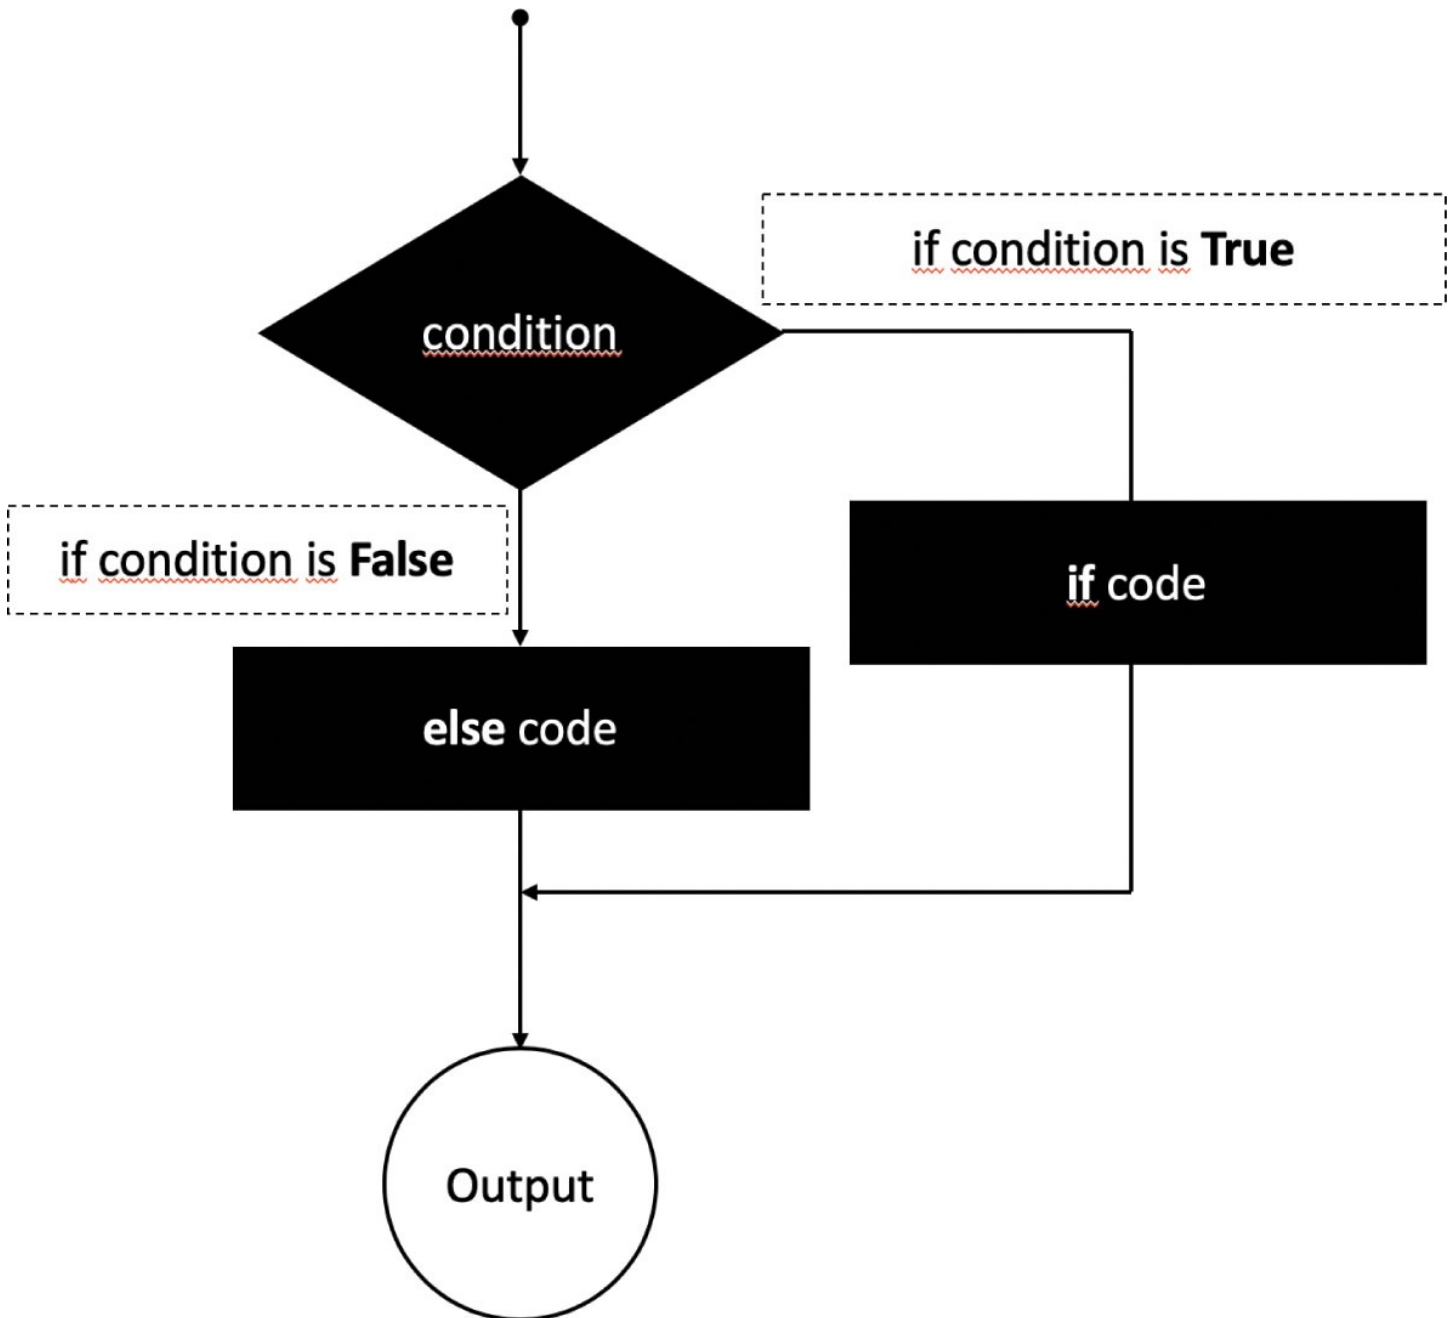 if condition is True
condition
if condition is False
if code
else code
Output